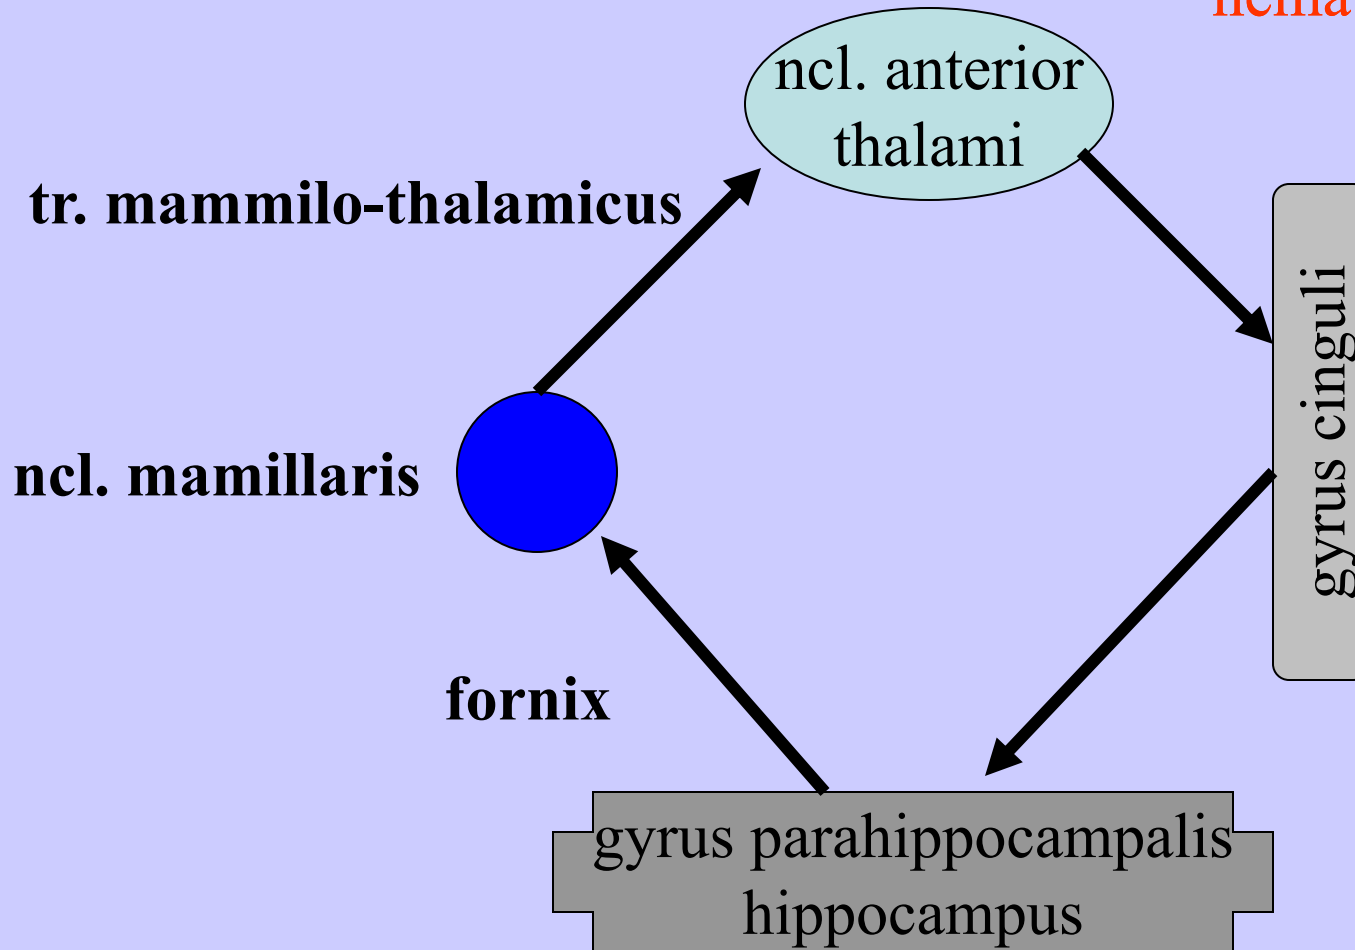 ncl. anterior
thalami
tr. mammilo-thalamicus
gyrus cinguli
ncl. mamillaris
fornix
gyrus parahippocampalis
hippocampus